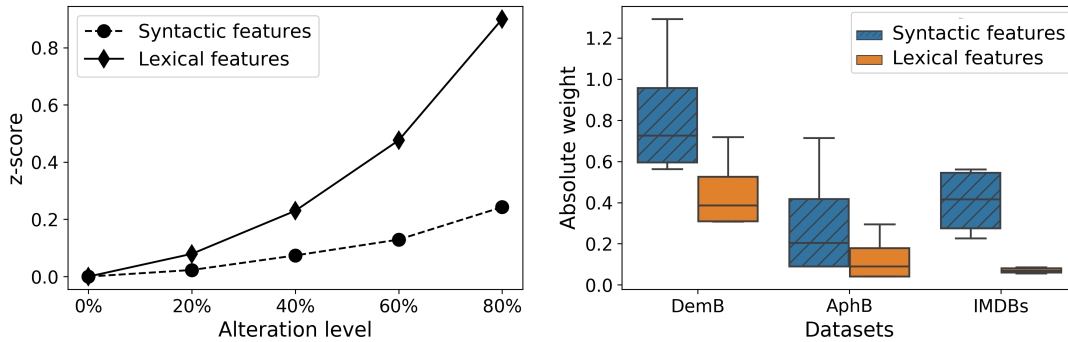 Syntactic features
Lexical features
z-score
0.8
0.6
0.4
0.2
0.0
0%
20%
40%
60%
80%
Alteration level
Syntactic features
Lexical features
Absolute weight
1.2
1.0
0.8
0.6
0.4
0.2
0.0
DemB
AphB
IMDBs
Datasets